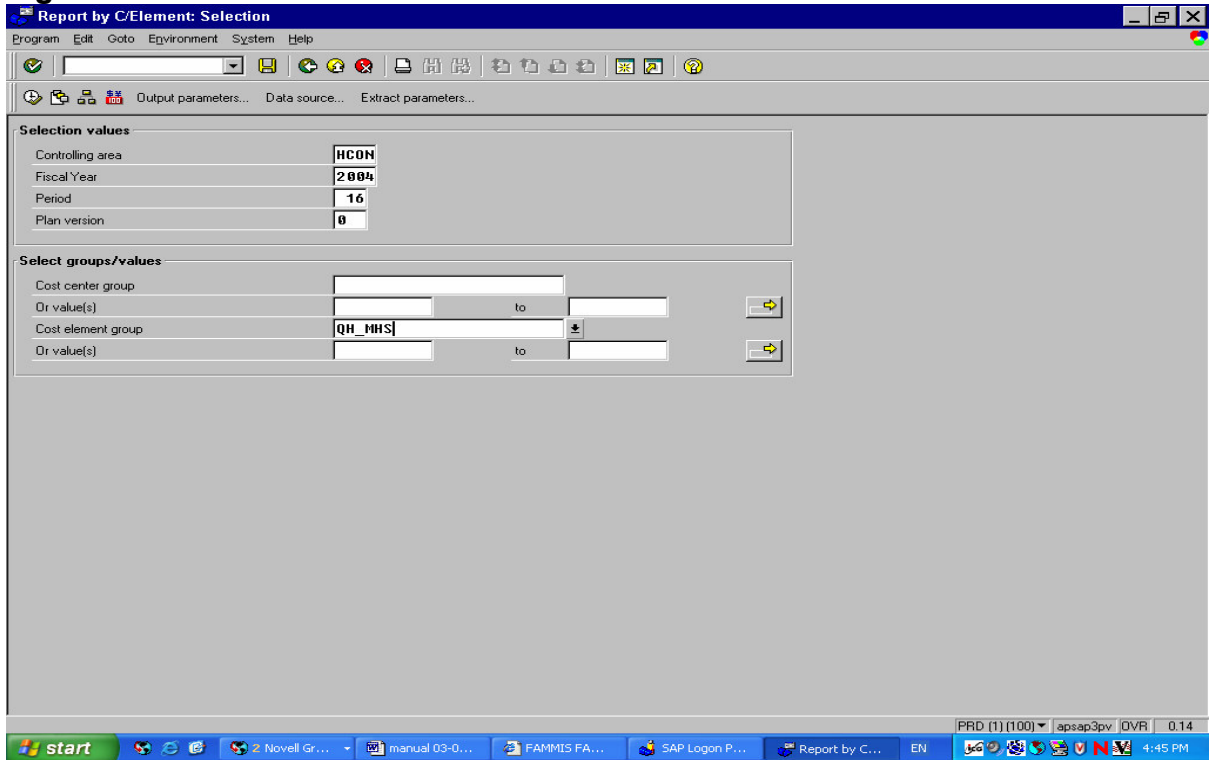 Report by C/Element: Selection
Program Edit Goto Environment System Help
Output parameters... Data source... Extract parameters...
Selection values
Controlling area HCON
Fiscal Year 2004
Period 16
Plan version 0
Select groups/values
Cost center group
Or value(s) to
Cost element group QH_MHS
Or value(s) to
PRD (1) (100) apsap3pv OVR 0.14
start 2 Novell Gr... manual 03-0... FAMMIS FA... SAP Logon P... Report by C... EN 4:45 PM